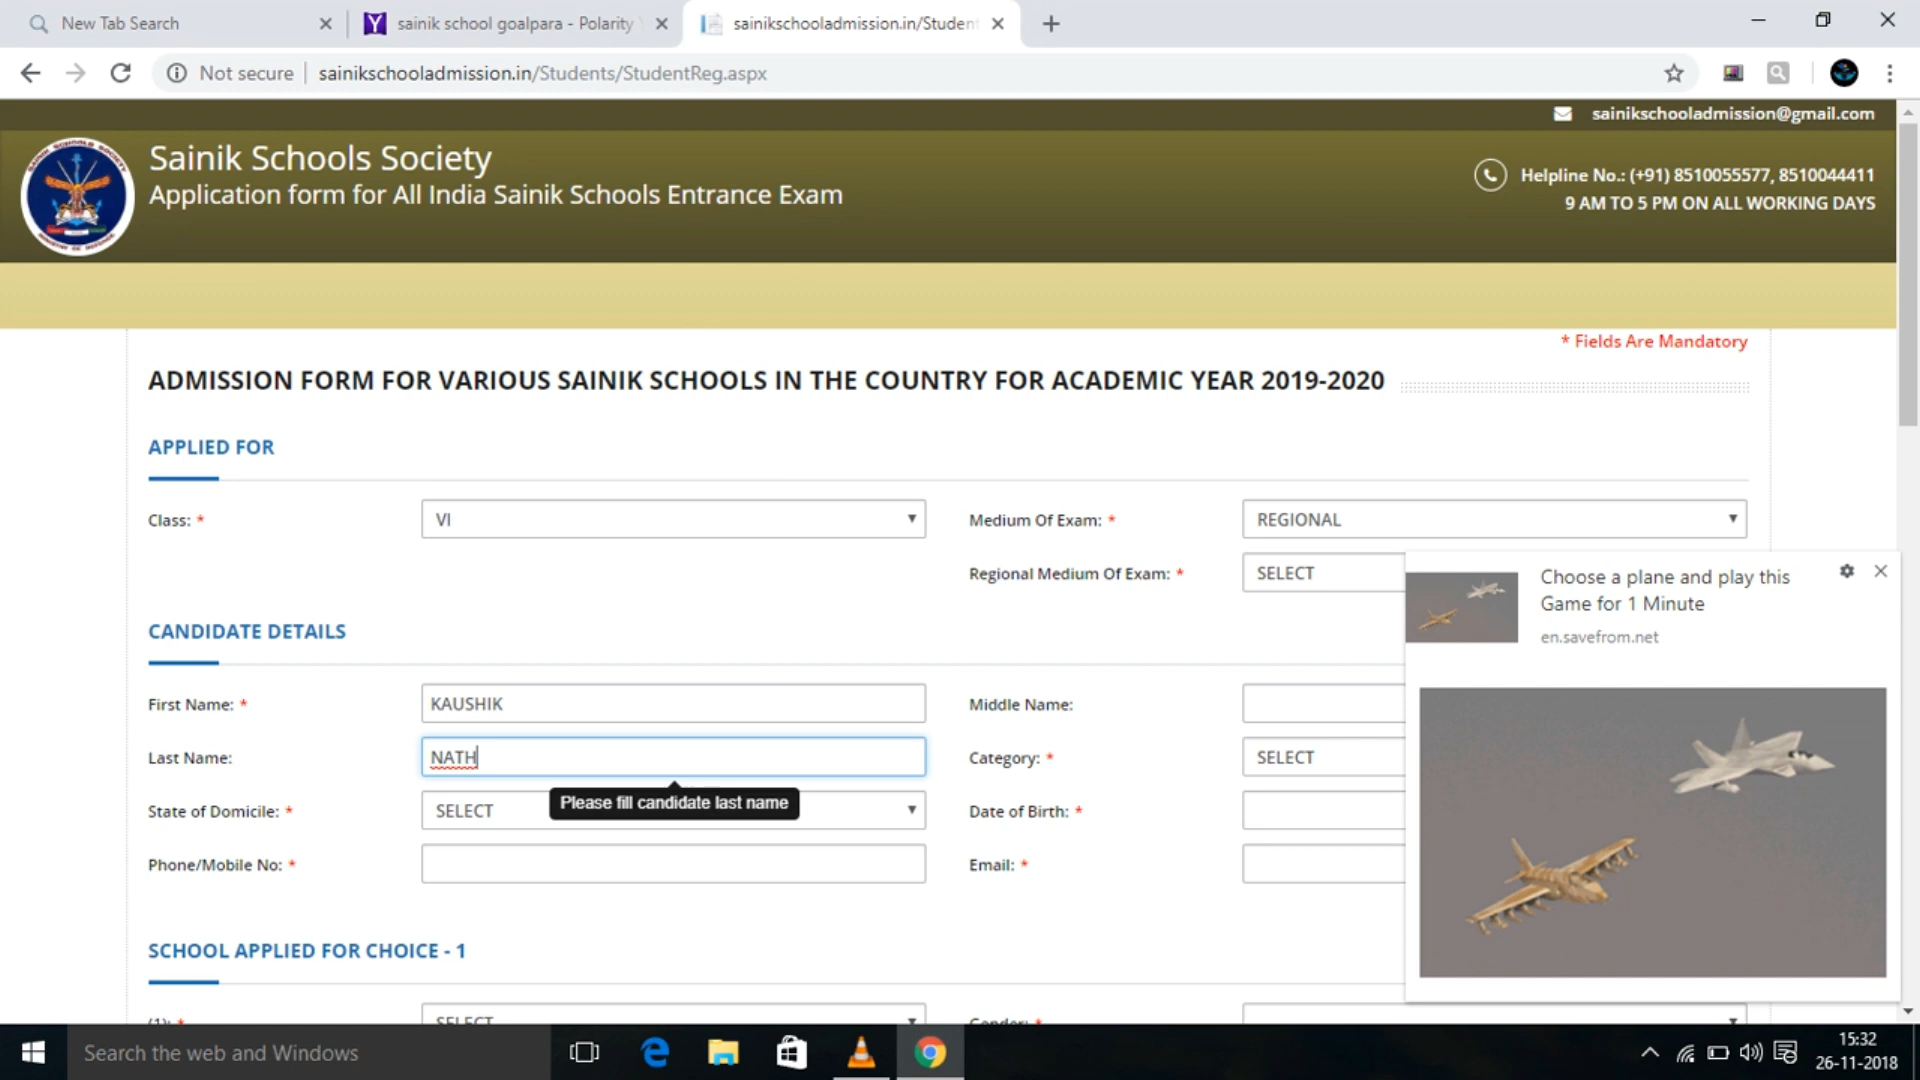 New Tab Search
sainik school goalpara - Polarity
sainikschooladmission.in/Studen
Not secure
sainikschooladmission.in/Students/StudentReg.aspx
sainikschooladmission@gmail.com
Sainik Schools Society
Application form for All India Sainik Schools Entrance Exam
Helpline No.: (+91) 8510055577, 8510044411
9 AM TO 5 PM ON ALL WORKING DAYS
* Fields Are Mandatory
ADMISSION FORM FOR VARIOUS SAINIK SCHOOLS IN THE COUNTRY FOR ACADEMIC YEAR 2019-2020
APPLIED FOR
Class: * VI Medium Of Exam: * REGIONAL
Regional Medium Of Exam: * SELECT
Choose a plane and play this
Game for 1 Minute
en.savefrom.net
CANDIDATE DETAILS
First Name: * KAUSHIK Middle Name:
Last Name: NATH Category: * SELECT
Please fill candidate last name
State of Domicile: * SELECT Date of Birth: *
Phone/Mobile No: * Email: *
SCHOOL APPLIED FOR CHOICE - 1
(1): * SELECT Gender: *
Search the web and Windows
15:32
26-11-2018